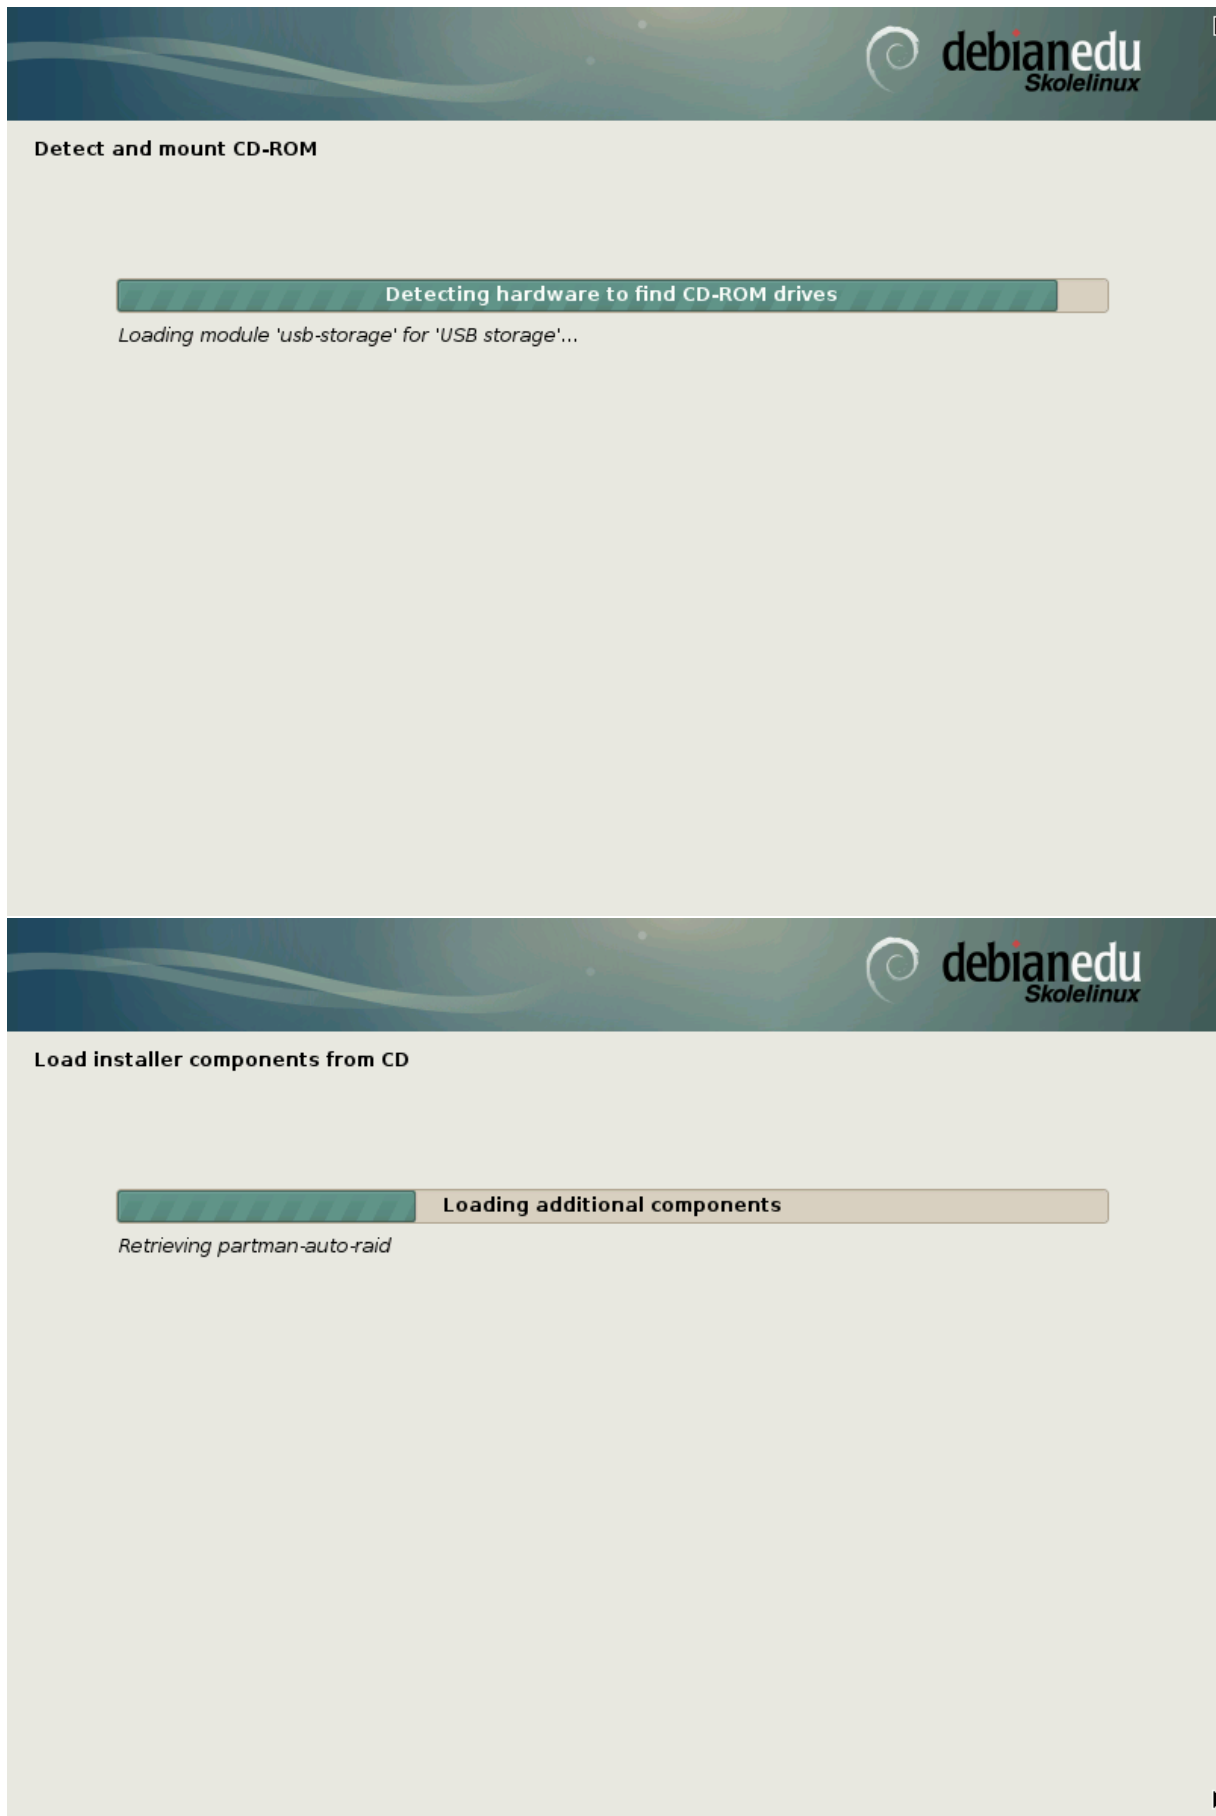 debianedu
Skolelinux
Detect and mount CD-ROM
Detecting hardware to find CD-ROM drives
Loading module 'usb-storage' for 'USB storage'...
debianedu
Skolelinux
Load installer components from CD
Loading additional components
Retrieving partman-auto-raid